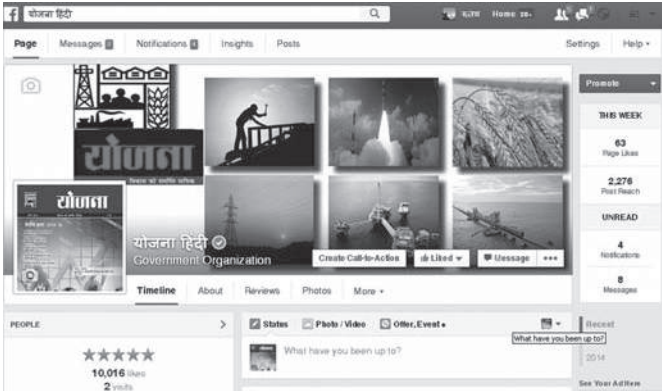 f योजना हिंदी
Home 20+
Page Messages Notifications Insights Posts Settings Help
Promote
योजना
विकास को समर्पित मासिक
योजना
योजना हिंदी
Government Organization
Create Call-to-Action Liked Message •••
THIS WEEK
63
Page Likes
2,276
Post Reach
UNREAD
4
Notifications
8
Messages
Timeline About Reviews Photos More
PEOPLE
10,016 likes
2 visits
Status Photo / Video Offer, Event +
What have you been up to?
What have you been up to?
Recent
2014
See Your Ad Item